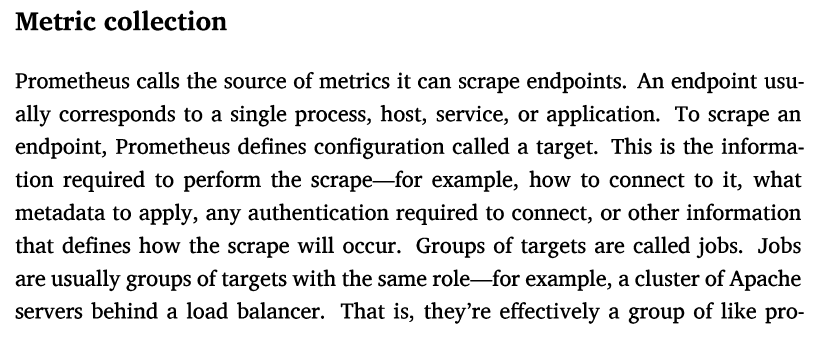 Metric collection
Prometheus calls the source of metrics it can scrape endpoints. An endpoint usu-
ally corresponds to a single process, host, service, or application. To scrape an
endpoint, Prometheus defines configuration called a target. This is the informa-
tion required to perform the scrape—for example, how to connect to it, what
metadata to apply, any authentication required to connect, or other information
that defines how the scrape will occur. Groups of targets are called jobs. Jobs
are usually groups of targets with the same role—for example, a cluster of Apache
servers behind a load balancer. That is, they're effectively a group of like pro-